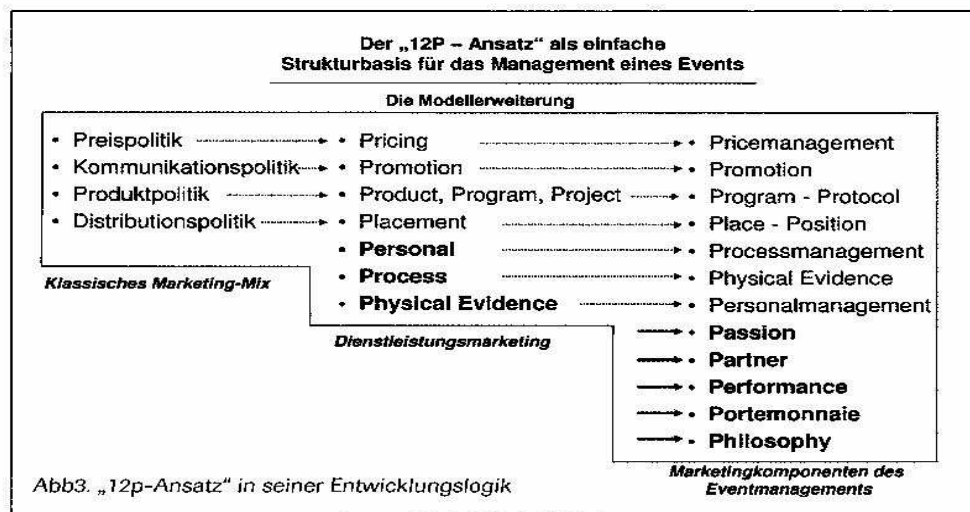 Der „12P – Ansatz“ als einfache
Strukturbasis für das Management eines Events
Die Modellerweiterung
• Preispolitik
• Kommunikationspolitik
• Produktpolitik
• Distributionspolitik
Klassisches Marketing-Mix
• Pricing
• Promotion
• Product, Program, Project
• Placement
• Personal
• Process
• Physical Evidence
Dienstleistungsmarketing
• Pricemanagement
• Promotion
• Program - Protocol
• Place - Position
• Processmanagement
• Physical Evidence
• Personalmanagement
• Passion
• Partner
• Performance
• Portemonnaie
• Philosophy
Marketingkomponenten des
Eventmanagements
Abb3. „12p-Ansatz“ in seiner Entwicklungslogik